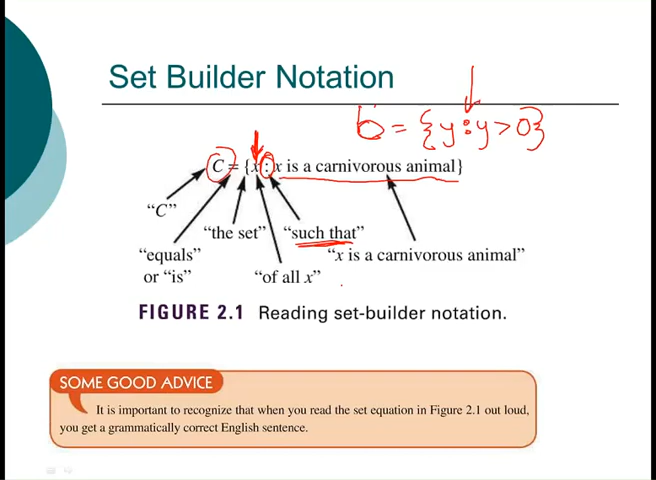 Set Builder Notation
b = {y : y > 0}
C = {x : x is a carnivorous animal}
“C”
“the set”
“such that”
“equals”
or “is”
“x is a carnivorous animal”
“of all x”
FIGURE 2.1 Reading set-builder notation.
SOME GOOD ADVICE
It is important to recognize that when you read the set equation in Figure 2.1 out loud,
you get a grammatically correct English sentence.